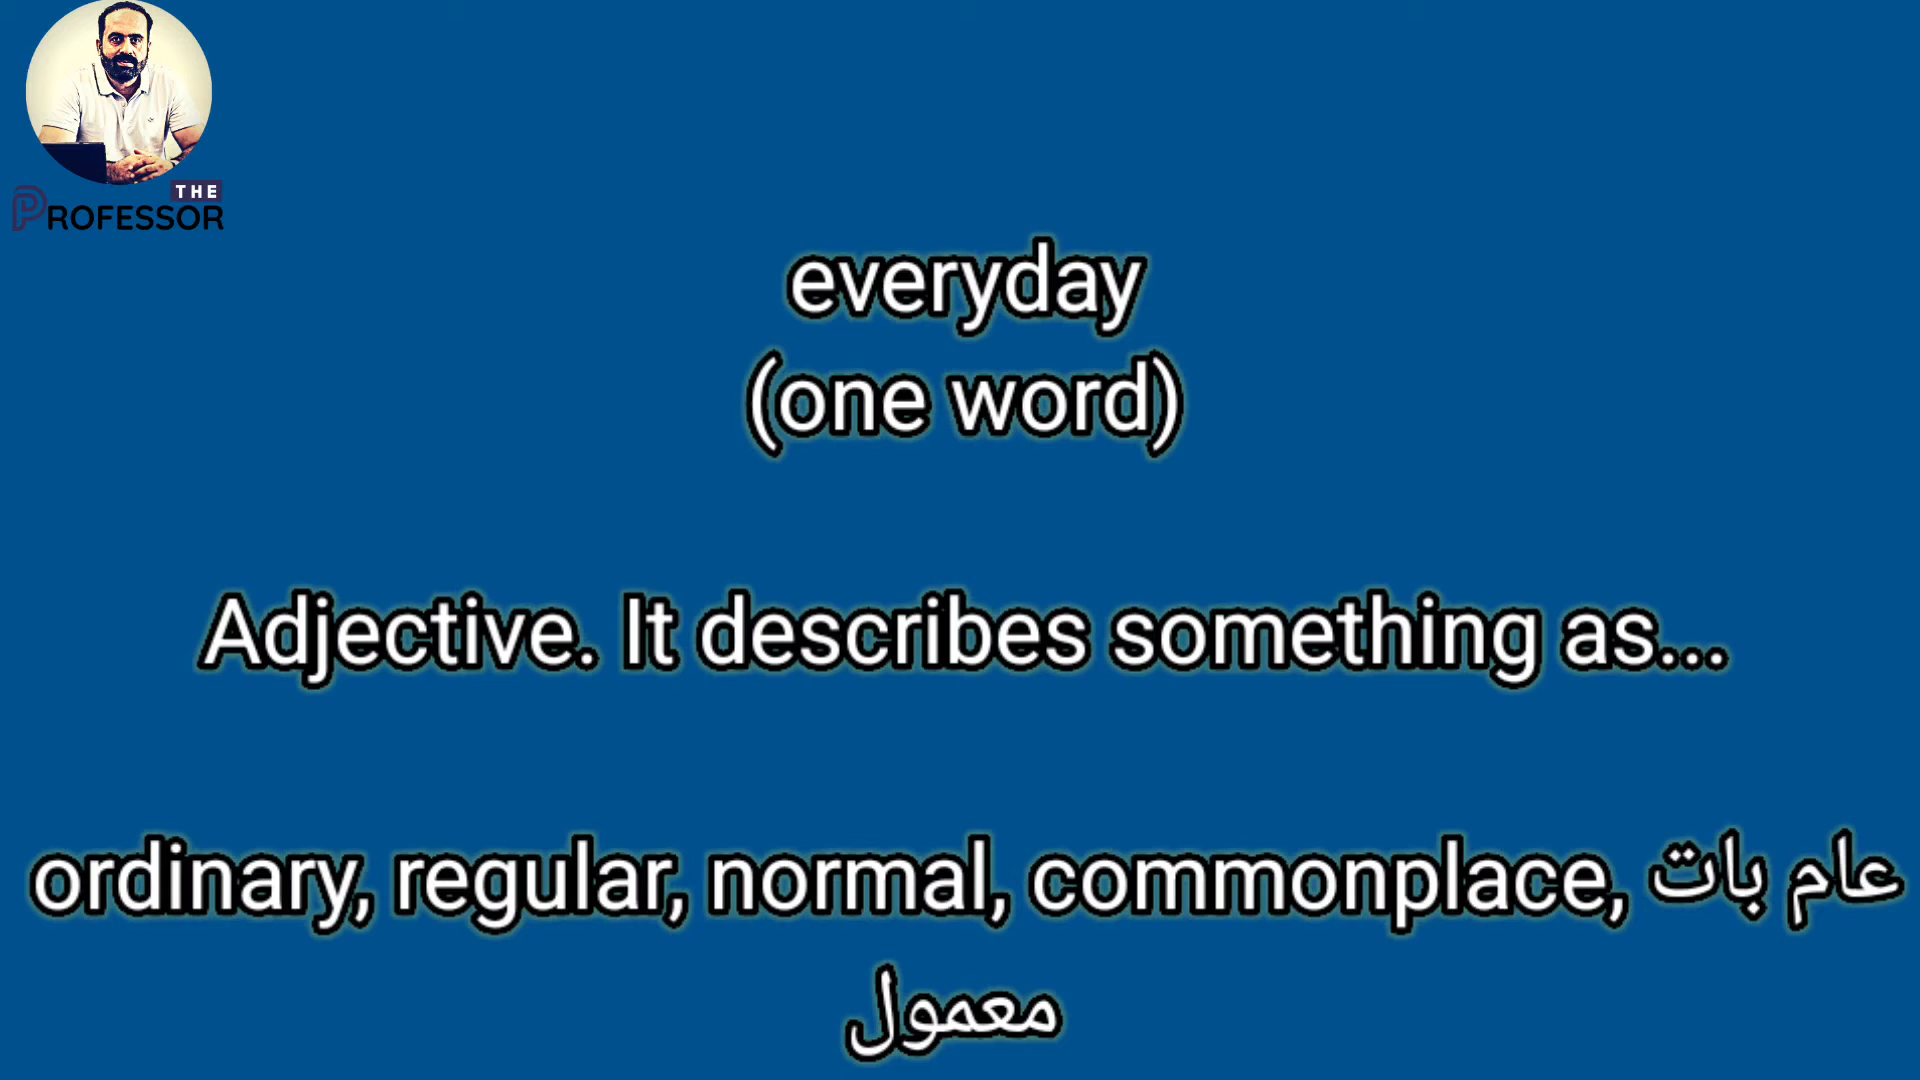 THE
PROFESSOR
everyday
(one word)
Adjective. It describes something as...
ordinary, regular, normal, commonplace, عام بات
معمول